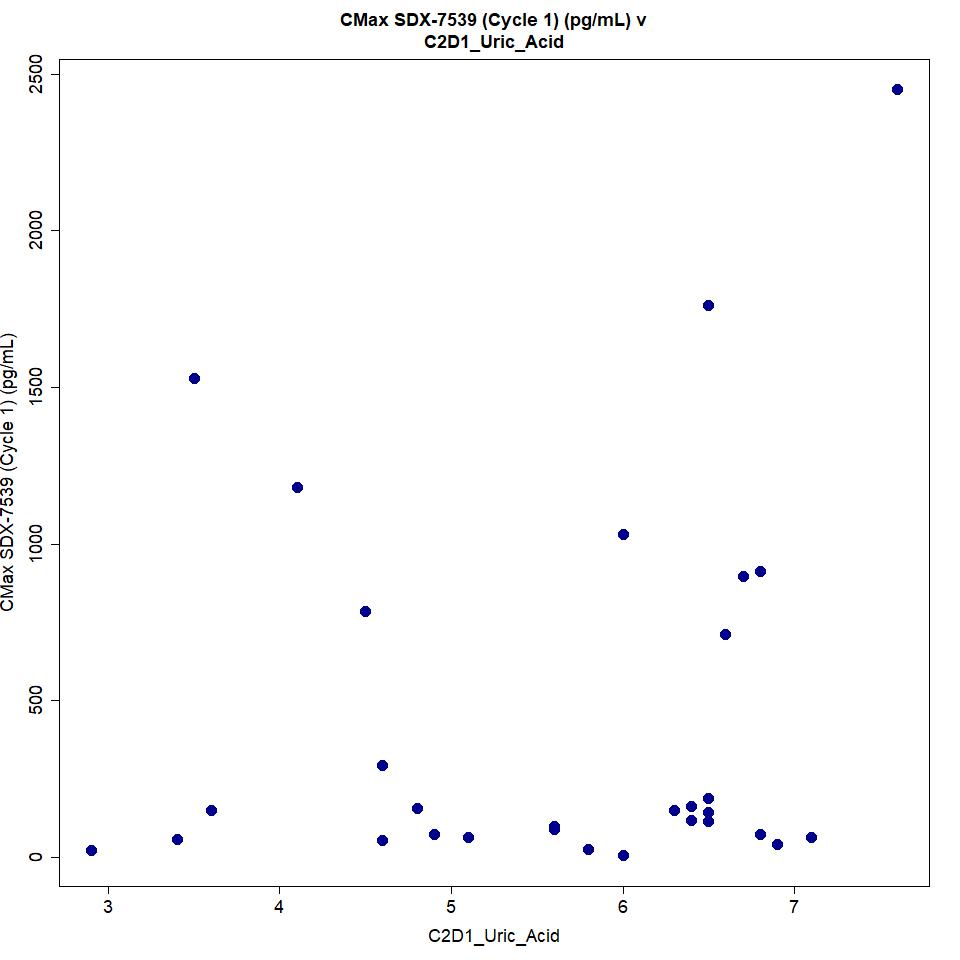 CMax SDX-7539 (Cycle 1) (pg/mL) v
C2D1_Uric_Acid
2500
2000
1500
1000
500
0
CMax SDX-7539 (Cycle 1) (pg/mL)
3 4 5 6 7
C2D1_Uric_Acid